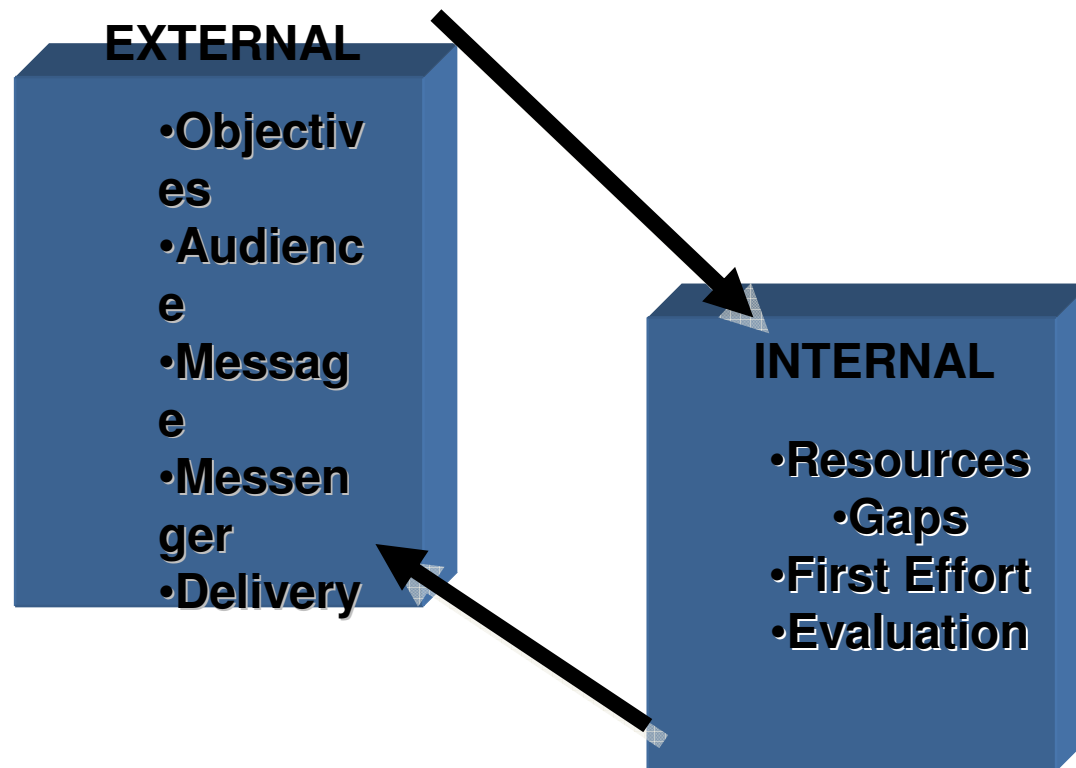 EXTERNAL
•Objectiv
es
•Audienc
e
•Messag
e
•Messen
ger
•Delivery
INTERNAL
•Resources
•Gaps
•First Effort
•Evaluation